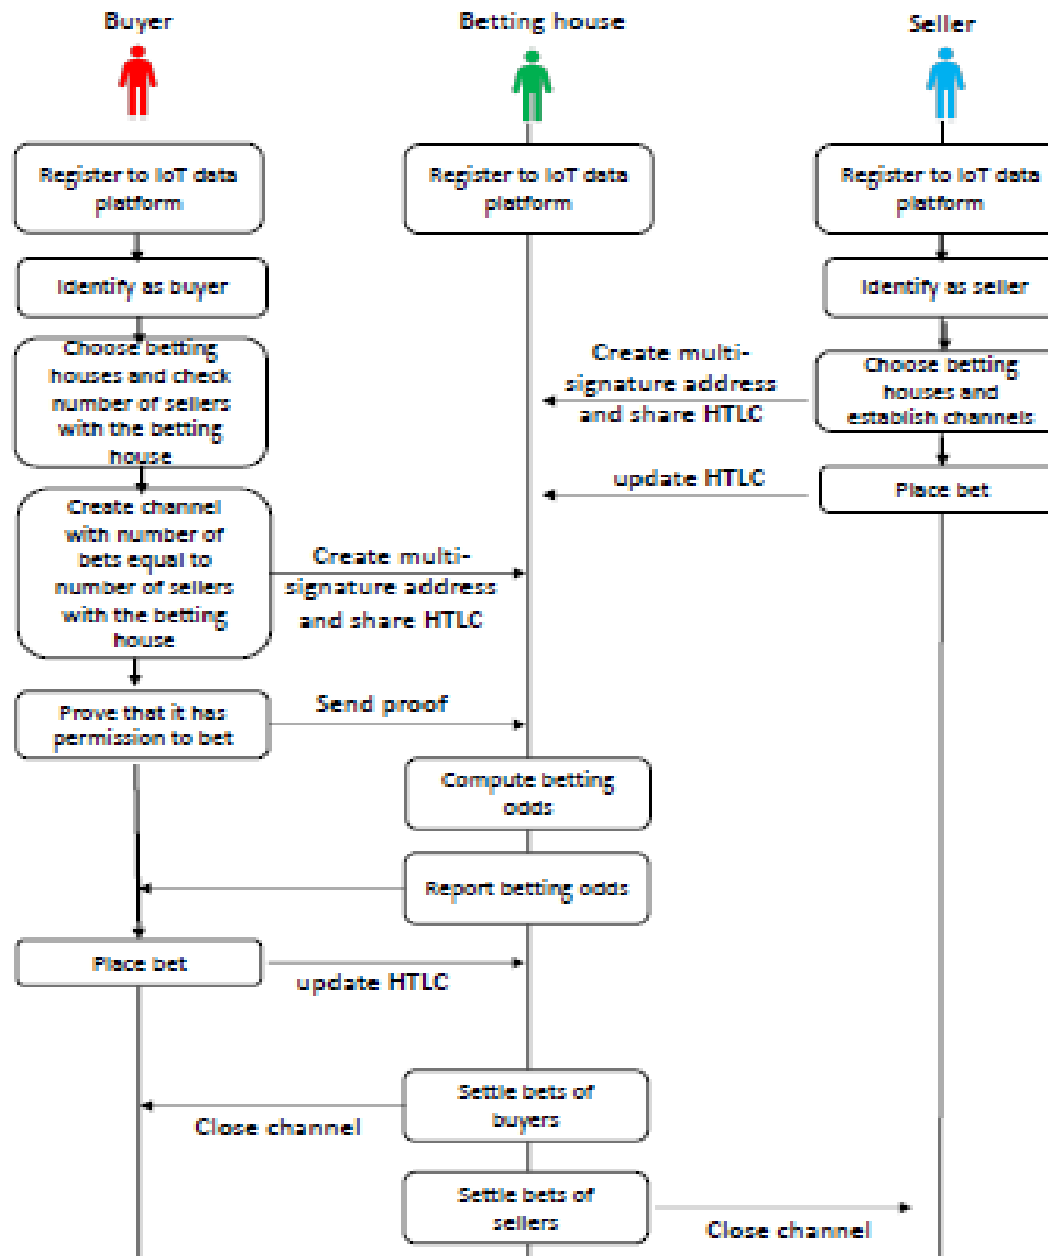 Buyer
Betting house
Seller
Register to IoT data
platform
Register to IoT data
platform
Register to IoT data
platform
Identify as buyer
Identify as seller
Choose betting
houses and check
number of sellers
with the betting
house
Create multi-
signature address
and share HTLC
Choose betting
houses and
establish channels
update HTLC
Place bet
Create channel
with number of
bets equal to
number of sellers
with the betting
house
Create multi-
signature address
and share HTLC
Prove that it has
permission to bet
Send proof
Compute betting
odds
Report betting odds
Place bet
update HTLC
Settle bets of
buyers
Close channel
Settle bets of
sellers
Close channel